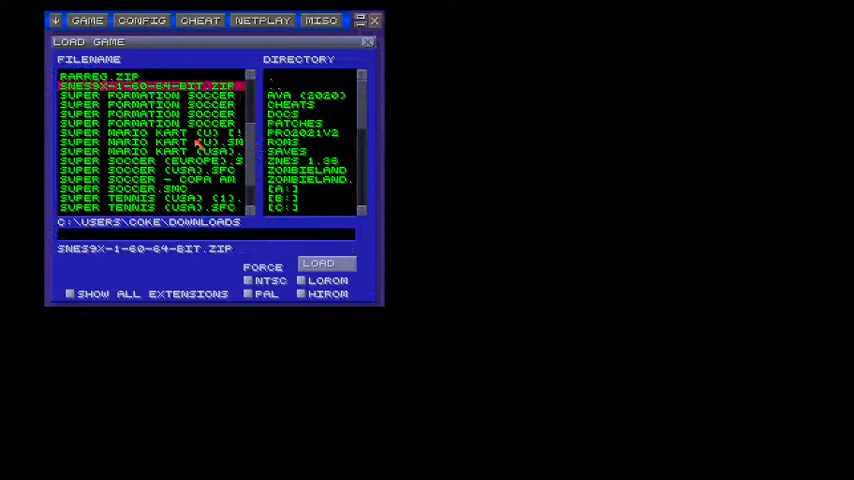 GAME CONFIG CHEAT NETPLAY MISC
LOAD GAME
FILENAME DIRECTORY
RARREG.ZIP
SNES9X-1-60-64-BIT.ZIP
SUPER FORMATION SOCCER
SUPER FORMATION SOCCER
SUPER FORMATION SOCCER
SUPER FORMATION SOCCER
SUPER MARIO KART (U) [!
SUPER MARIO KART (U).SM
SUPER MARIO KART (USA).
SUPER SOCCER (EUROPE).S
SUPER SOCCER (USA).SFC
SUPER SOCCER - COPA AM
SUPER SOCCER.SMC
SUPER TENNIS (USA) (1).
SUPER TENNIS (USA).SFC
.
..
AVA (2020)
CHEATS
DOCS
PATCHES
PRO2021V2
ROMS
SAVES
ZNES 1.36
ZOMBIELAND
ZOMBIELAND.
[A:]
[B:]
[C:]
C:\USERS\COKE\DOWNLOADS
SNES9X-1-60-64-BIT.ZIP
FORCE LOAD
NTSC LOROM
SHOW ALL EXTENSIONS PAL HIROM